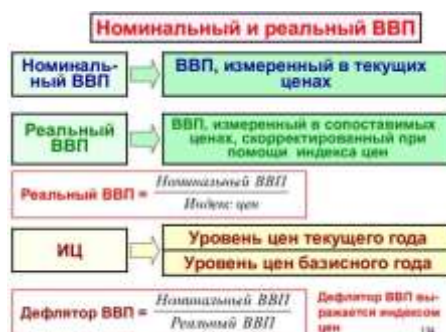 Номинальный и реальный ВВП
Номиналь-
ный ВВП
ВВП, измеренный в текущих
ценах
Реальный
ВВП
ВВП, измеренный в сопоставимых
ценах, скорректированный при
помощи индекса цен
Реальный ВВП = Номинальный ВВП
Индекс цен
ИЦ
Уровень цен текущего года
Уровень цен базисного года
Дефлятор ВВП = Номинальный ВВП
Реальный ВВП
Дефлятор ВВП вы-
ражается индексом
цен